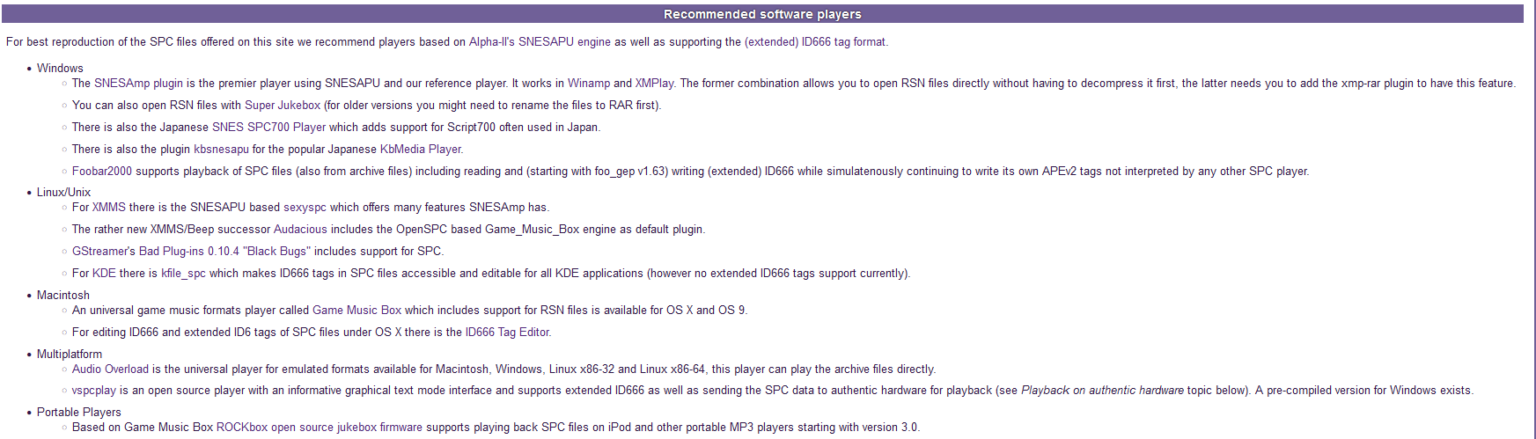 Recommended software players
For best reproduction of the SPC files offered on this site we recommend players based on Alpha-II's SNESAPU engine as well as supporting the (extended) ID666 tag format.
• Windows
○ The SNESAmp plugin is the premier player using SNESAPU and our reference player. It works in Winamp and XMPlay. The former combination allows you to open RSN files directly without having to decompress it first, the latter needs you to add the xmp-rar plugin to have this feature.
○ You can also open RSN files with Super Jukebox (for older versions you might need to rename the files to RAR first).
○ There is also the Japanese SNES SPC700 Player which adds support for Script700 often used in Japan.
○ There is also the plugin kbsnesapu for the popular Japanese KbMedia Player.
○ Foobar2000 supports playback of SPC files (also from archive files) including reading and (starting with foo_gep v1.63) writing (extended) ID666 while simulatenously continuing to write its own APEv2 tags not interpreted by any other SPC player.
• Linux/Unix
○ For XMMS there is the SNESAPU based sexyspc which offers many features SNESAmp has.
○ The rather new XMMS/Beep successor Audacious includes the OpenSPC based Game_Music_Box engine as default plugin.
○ GStreamer's Bad Plug-ins 0.10.4 "Black Bugs" includes support for SPC.
○ For KDE there is kfile_spc which makes ID666 tags in SPC files accessible and editable for all KDE applications (however no extended ID666 tags support currently).
• Macintosh
○ An universal game music formats player called Game Music Box which includes support for RSN files is available for OS X and OS 9.
○ For editing ID666 and extended ID6 tags of SPC files under OS X there is the ID666 Tag Editor.
• Multiplatform
○ Audio Overload is the universal player for emulated formats available for Macintosh, Windows, Linux x86-32 and Linux x86-64, this player can play the archive files directly.
○ vspcplay is an open source player with an informative graphical text mode interface and supports extended ID666 as well as sending the SPC data to authentic hardware for playback (see Playback on authentic hardware topic below). A pre-compiled version for Windows exists.
• Portable Players
○ Based on Game Music Box ROCKbox open source jukebox firmware supports playing back SPC files on iPod and other portable MP3 players starting with version 3.0.